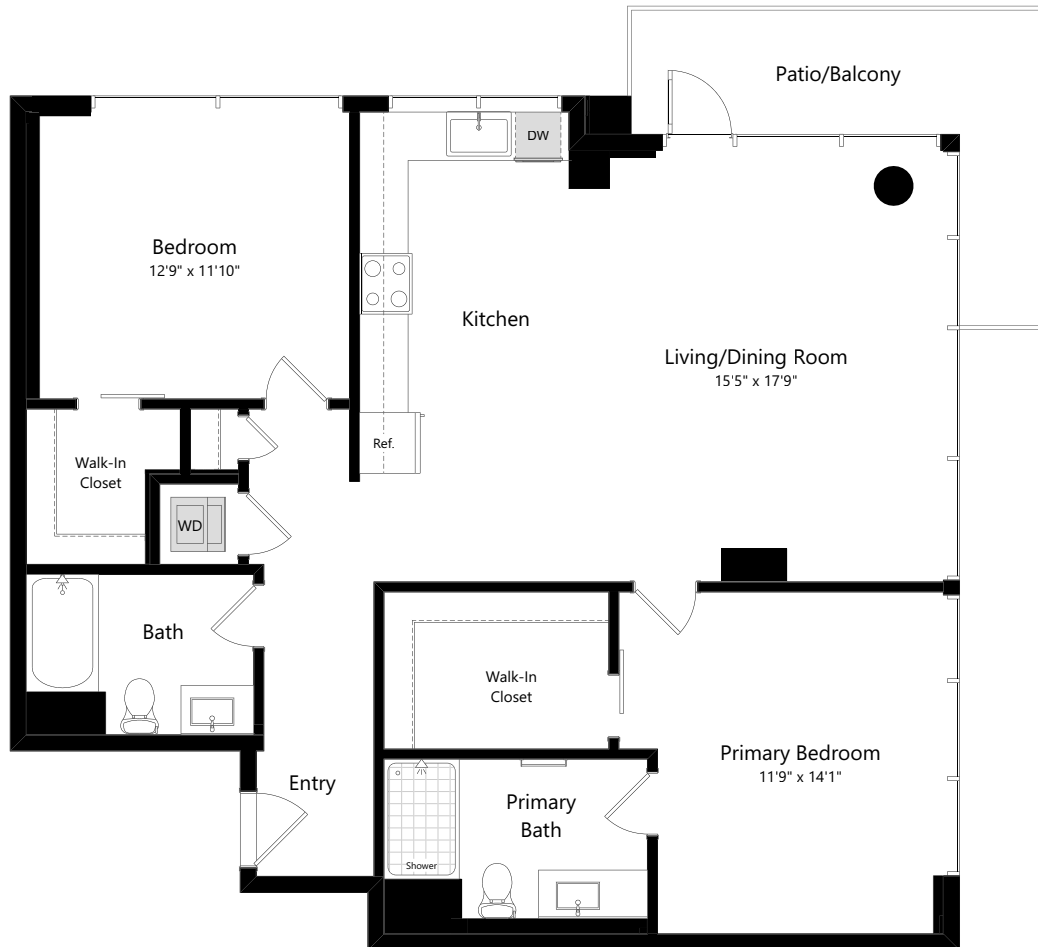 Patio/Balcony
DW
Bedroom
12'9" x 11'10"
Kitchen
Living/Dining Room
15'5" x 17'9"
Ref.
Walk-In
Closet
WD
Bath
Walk-In
Closet
Primary Bedroom
11'9" x 14'1"
Entry
Primary
Bath
Shower